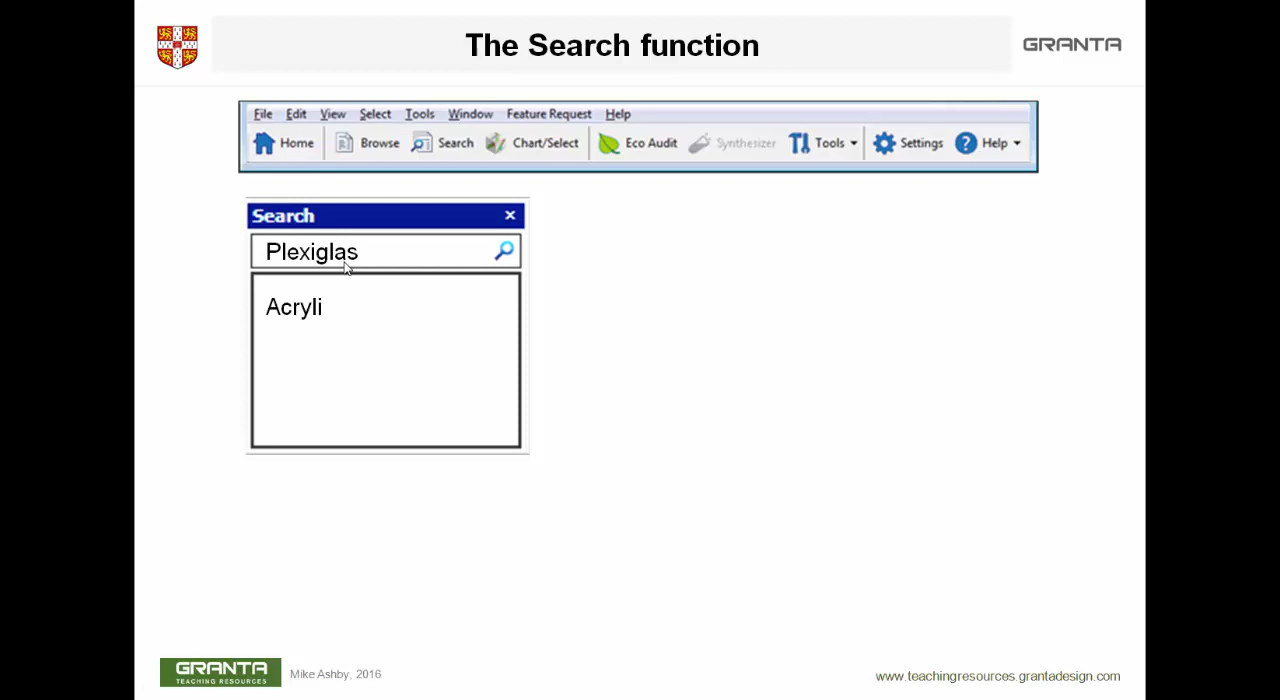 The Search function
GRANTA
File Edit View Select Tools Window Feature Request Help
Home Browse Search Chart/Select Eco Audit Synthesizer Tools Settings Help
Search
Plexiglas
Acryli
GRANTA
TEACHING RESOURCES
Mike Ashby, 2016
www.teachingresources.grantadesign.com